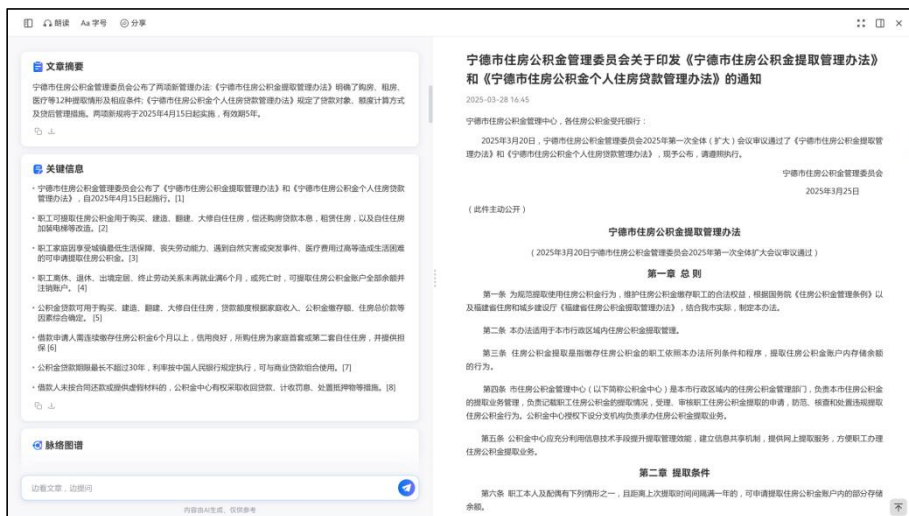 朗读 Aa 字号 分享
文章摘要
宁德市住房公积金管理委员会公布了两项新管理办法:《宁德市住房公积金提取管理办法》明确了购房、租房、
医疗等12种提取情形及相应条件;《宁德市住房公积金个人住房贷款管理办法》规定了贷款对象、额度计算方式
及贷后管理措施。两项新规将于2025年4月15日起实施，有效期5年。
关键信息
· 宁德市住房公积金管理委员会公布了《宁德市住房公积金提取管理办法》和《宁德市住房公积金个人住房贷款
管理办法》，自2025年4月15日起施行。[1]
· 职工可提取住房公积金用于购买、建造、翻建、大修自住住房，偿还购房贷款本息，租赁住房，以及自住住房
加装电梯等改造。[2]
· 职工家庭因享受城镇最低生活保障、丧失劳动能力、遇到自然灾害或突发事件、医疗费用过高等造成生活困难
的可申请提取住房公积金。[3]
· 职工离休、退休、出境定居、终止劳动关系未再就业满6个月，或死亡时，可提取住房公积金账户全部余额并
注销账户。 [4]
· 公积金贷款可用于购买、建造、翻建、大修自住住房，贷款额度根据家庭收入、公积金缴存额、住房总价款等
因素综合确定。 [5]
· 借款申请人需连续缴存住房公积金6个月以上，信用良好，所购住房为家庭首套或第二套自住住房，并提供担
保 [6]
· 公积金贷款期限最长不超过30年，利率按中国人民银行规定执行，可与商业贷款组合使用。[7]
· 借款人未按合同还款或提供虚假材料的，公积金中心有权采取收回贷款、计收罚息、处置抵押物等措施。[8]
脉络图谱
边看文章，边提问
内容由AI生成，仅供参考
宁德市住房公积金管理委员会关于印发《宁德市住房公积金提取管理办法》
和《宁德市住房公积金个人住房贷款管理办法》的通知
2025-03-28 16:45
宁德市住房公积金管理中心，各住房公积金受托银行：
2025年3月20日，宁德市住房公积金管理委员会2025年第一次全体（扩大）会议审议通过了《宁德市住房公积金提取管
理办法》和《宁德市住房公积金个人住房贷款管理办法》，现予公布，请遵照执行。
宁德市住房公积金管理委员会
2025年3月25日
（此件主动公开）
宁德市住房公积金提取管理办法
（2025年3月20日宁德市住房公积金管理委员会2025年第一次全体扩大会议审议通过）
第一章 总 则
第一条 为规范提取使用住房公积金行为，维护住房公积金缴存职工的合法权益，根据国务院《住房公积金管理条例》以
及福建省住房和城乡建设厅《福建省住房公积金提取管理办法》，结合我市实际，制定本办法。
第二条 本办法适用于本市行政区域内住房公积金提取管理。
第三条 住房公积金提取是指缴存住房公积金的职工依照本办法所列条件和程序，提取住房公积金账户内存储余额
的行为。
第四条 市住房公积金管理中心（以下简称公积金中心）是本市行政区域内的住房公积金管理部门，负责本市住房公积金
的提取业务管理，负责记载职工住房公积金的提取情况，受理、审核职工住房公积金提取的申请，防范、核查和处置违规提取
住房公积金行为。公积金中心授权下设分支机构负责承办住房公积金提取业务。
第五条 公积金中心应充分利用信息技术手段提升提取管理效能，建立信息共享机制，提供网上提取服务，方便职工办理
住房公积金提取业务。
第二章 提取条件
第六条 职工本人及配偶有下列情形之一，且距离上次提取时间间隔满一年的，可申请提取住房公积金账户内的部分存储
余额。